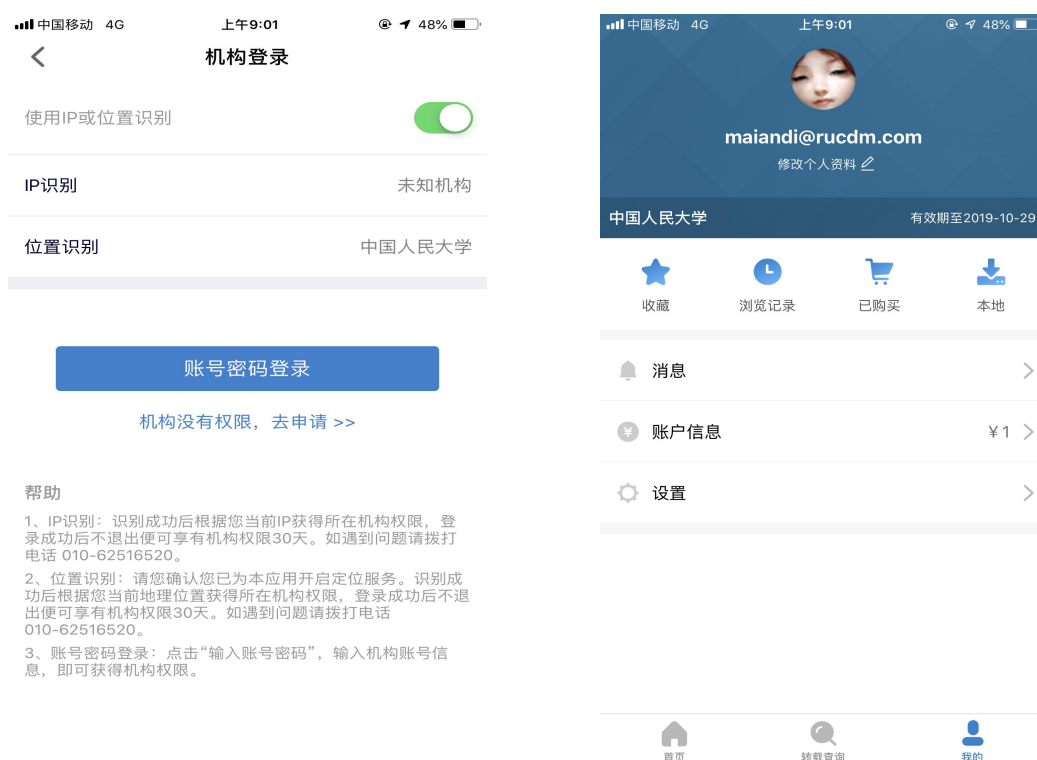 中国移动 4G 上午9:01 48%
机构登录
使用IP或位置识别
IP识别 未知机构
位置识别 中国人民大学
账号密码登录
机构没有权限，去申请 >>
帮助
1、IP识别：识别成功后根据您当前IP获得所在机构权限，登
录成功后不退出便可享有机构权限30天。如遇到问题请拨打
电话 010-62516520。
2、位置识别：请您确认您已为本应用开启定位服务。识别成
功后根据您当前地理位置获得所在机构权限，登录成功后不退
出便可享有机构权限30天。如遇到问题请拨打电话
010-62516520。
3、账号密码登录：点击“输入账号密码”，输入机构账号信
息，即可获得机构权限。
中国移动 4G 上午9:01 48%
maiandi@rucdm.com
修改个人资料
中国人民大学 有效期至2019-10-29
收藏 浏览记录 已购买 本地
消息
账户信息 ¥1
设置
首页 转载查询 我的